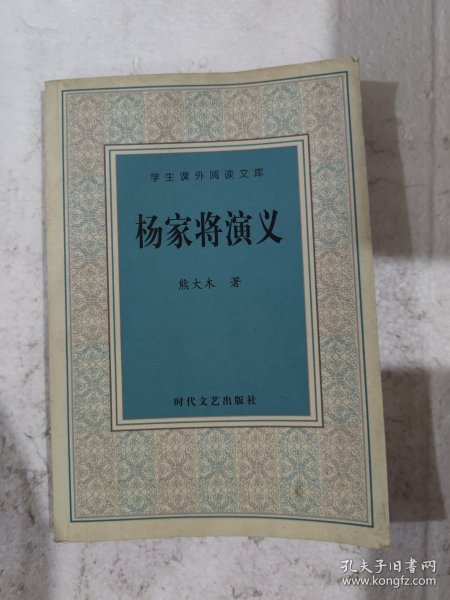 学生课外阅读文库
杨家将演义
熊大木 著
时代文艺出版社
孔夫子旧书网
www.kongfz.com